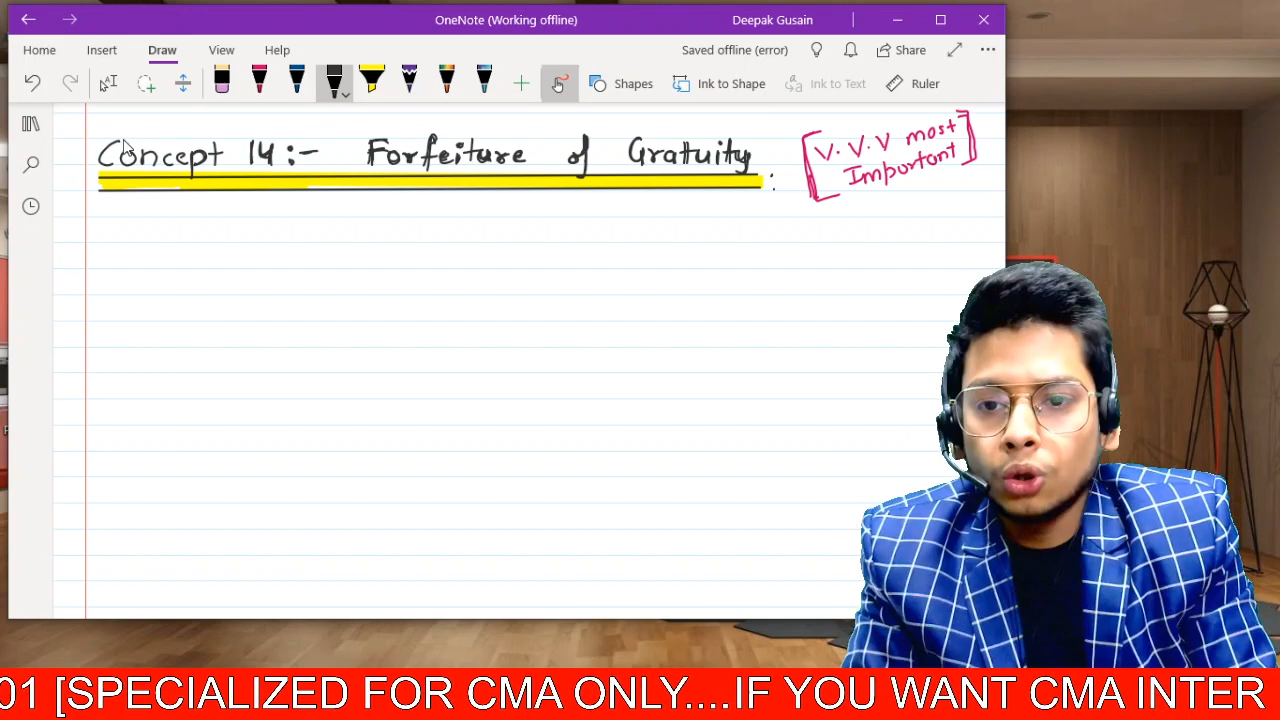 OneNote (Working offline)
Deepak Gusain
Home
Insert
Draw
View
Help
Saved offline (error)
Share
Shapes
Ink to Shape
Ink to Text
Ruler
Concept 14:- Forfeiture of Gratuity :
V. V. V most
Important
01 [SPECIALIZED FOR CMA ONLY....IF YOU WANT CMA INTER